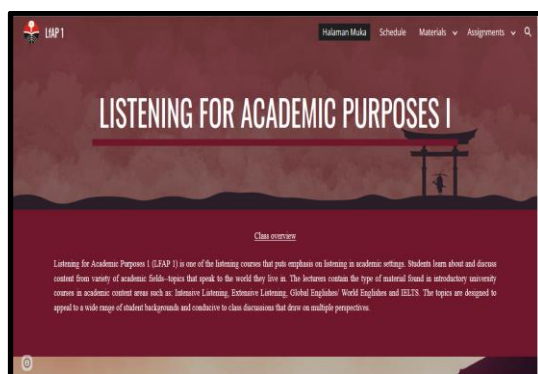 LfAP 1
Halaman Muka Schedule Materials Assignments
LISTENING FOR ACADEMIC PURPOSES I
Class overview
Listening for Academic Purposes 1 (LFAP 1) is one of the listening courses that puts emphasis on listening in academic settings. Students learn about and discuss
content from variety of academic fields--topics that speak to the world they live in. The lecturers contain the type of material found in introductory university
courses in academic content areas such as: Intensive Listening, Extensive Listening, Global Englishes/ World Englishes and IELTS. The topics are designed to
appeal to a wide range of student backgrounds and conducive to class discussions that draw on multiple perspectives.